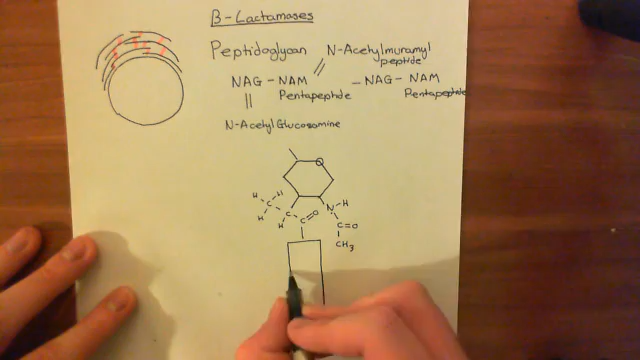 β-Lactamases
Peptidoglycan
N-Acetylmuramyl
peptide
NAG - NAM - NAG - NAM
Pentapeptide
Pentapeptide
N-Acetyl Glucosamine
O
H
H
C
H
C
H
C=O
N-H
C=O
CH3